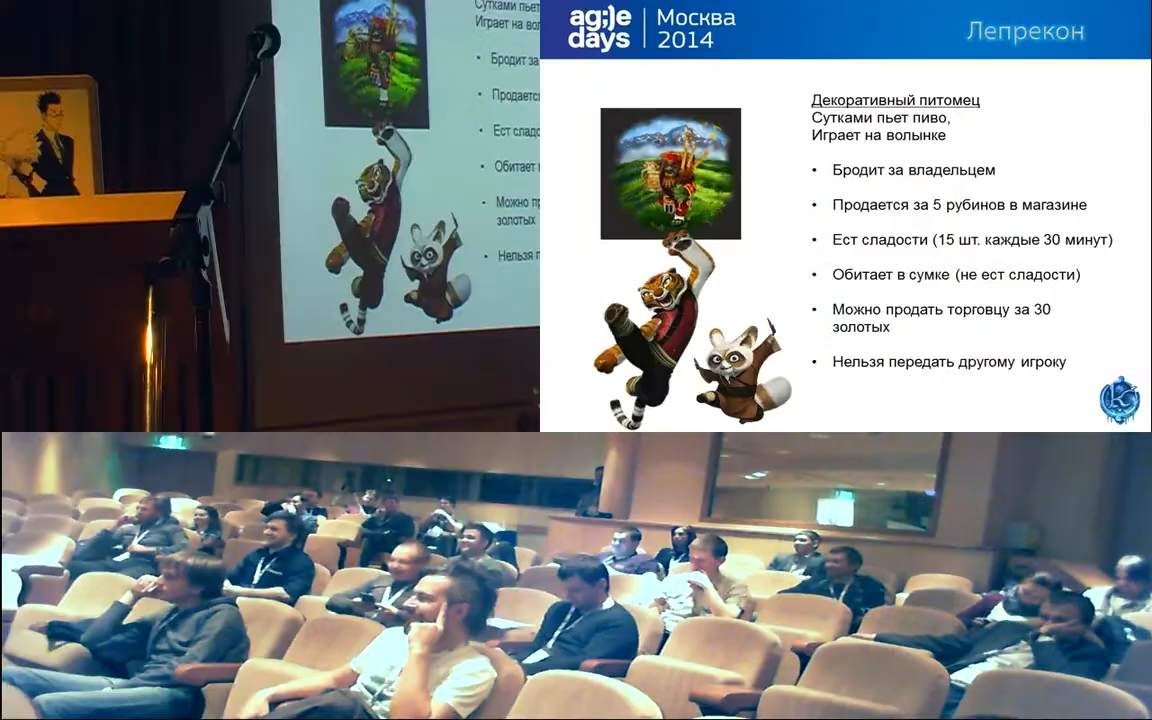 Сутками пьет
Играет на вол
• Бродит за
• Продается
• Ест сладо
• Обитает
• Можно пр
золотых
• Нельзя п
agile
days
Москва
2014
Лепрекон
Декоративный питомец
Сутками пьет пиво,
Играет на волынке
• Бродит за владельцем
• Продается за 5 рубинов в магазине
• Ест сладости (15 шт. каждые 30 минут)
• Обитает в сумке (не ест сладости)
• Можно продать торговцу за 30
золотых
• Нельзя передать другому игроку